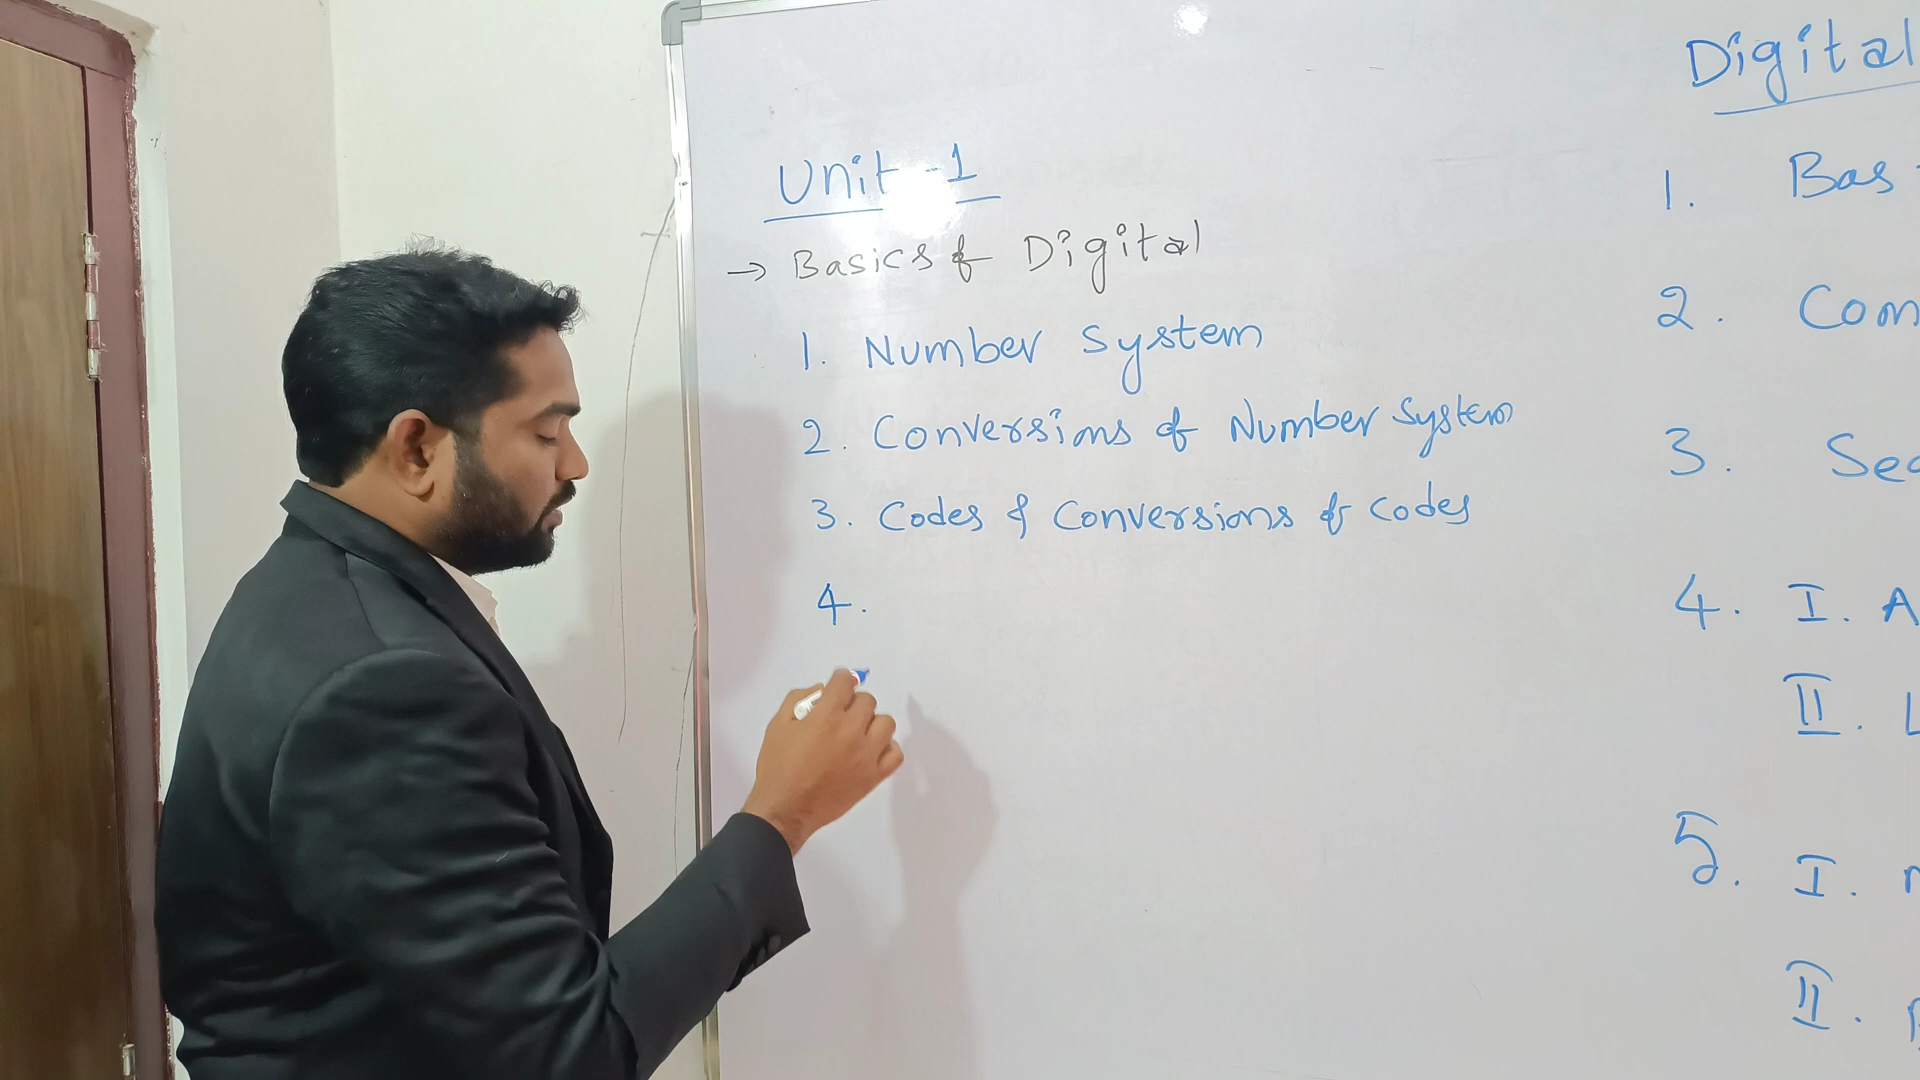 Unit-1
→ Basics of Digital
1. Number System
2. Conversions of Number System
3. Codes & Conversions of Codes
4.
Digital
1. Bas
2. Com
3. Sec
4. I. A
II. L
5. I.
II.